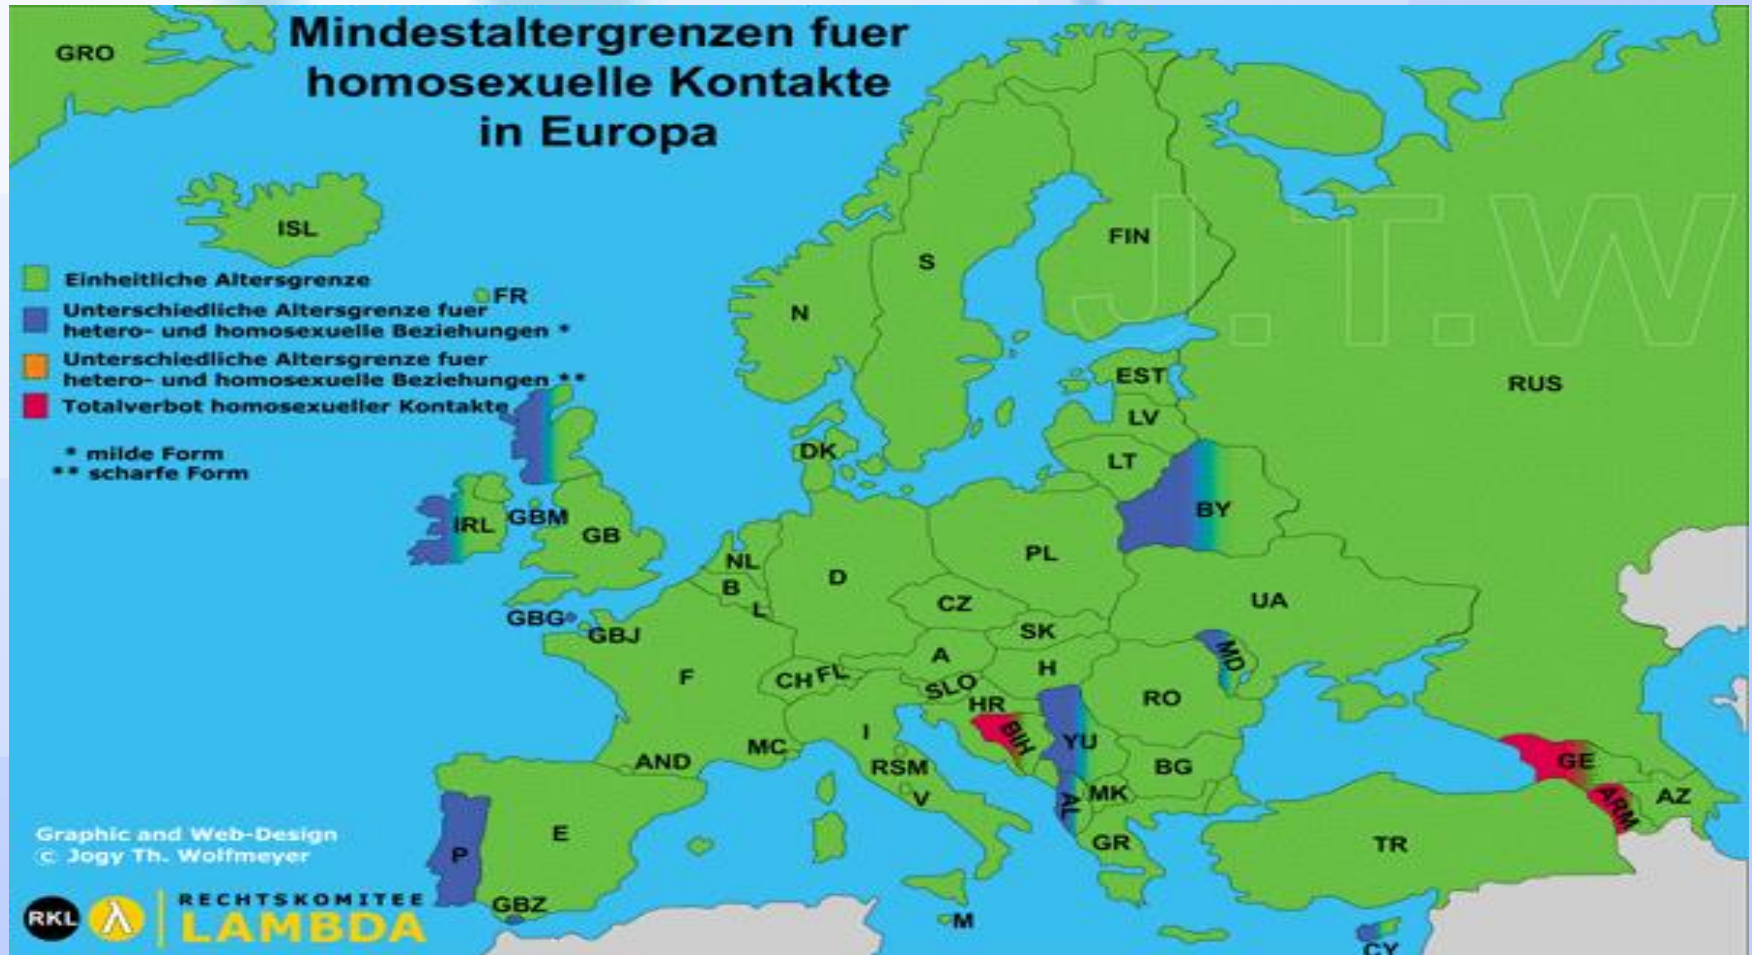 Mindestaltergrenzen fuer
homosexuelle Kontakte
in Europa
GRO
ISL
Einheitliche Altersgrenze
Unterschiedliche Altersgrenze fuer
hetero- und homosexuelle Beziehungen *
Unterschiedliche Altersgrenze fuer
hetero- und homosexuelle Beziehungen **
Totalverbot homosexueller Kontakte
* milde Form
** scharfe Form
FR
N
S
FIN
J.T.W
RUS
EST
LV
LT
DK
BY
IRL
GBM
GB
NL
B
L
D
PL
CZ
UA
GBG
GBJ
SK
A
H
MD
F
CH
FL
SLO
HR
RO
BIH
I
YU
MC
AND
RSM
BG
GE
V
AL
MK
ARM
AZ
P
E
GR
TR
GBZ
M
CY
Graphic and Web-Design
© Jogy Th. Wolfmeyer
RKL
λ
RECHTSKOMITEE
LAMBDA